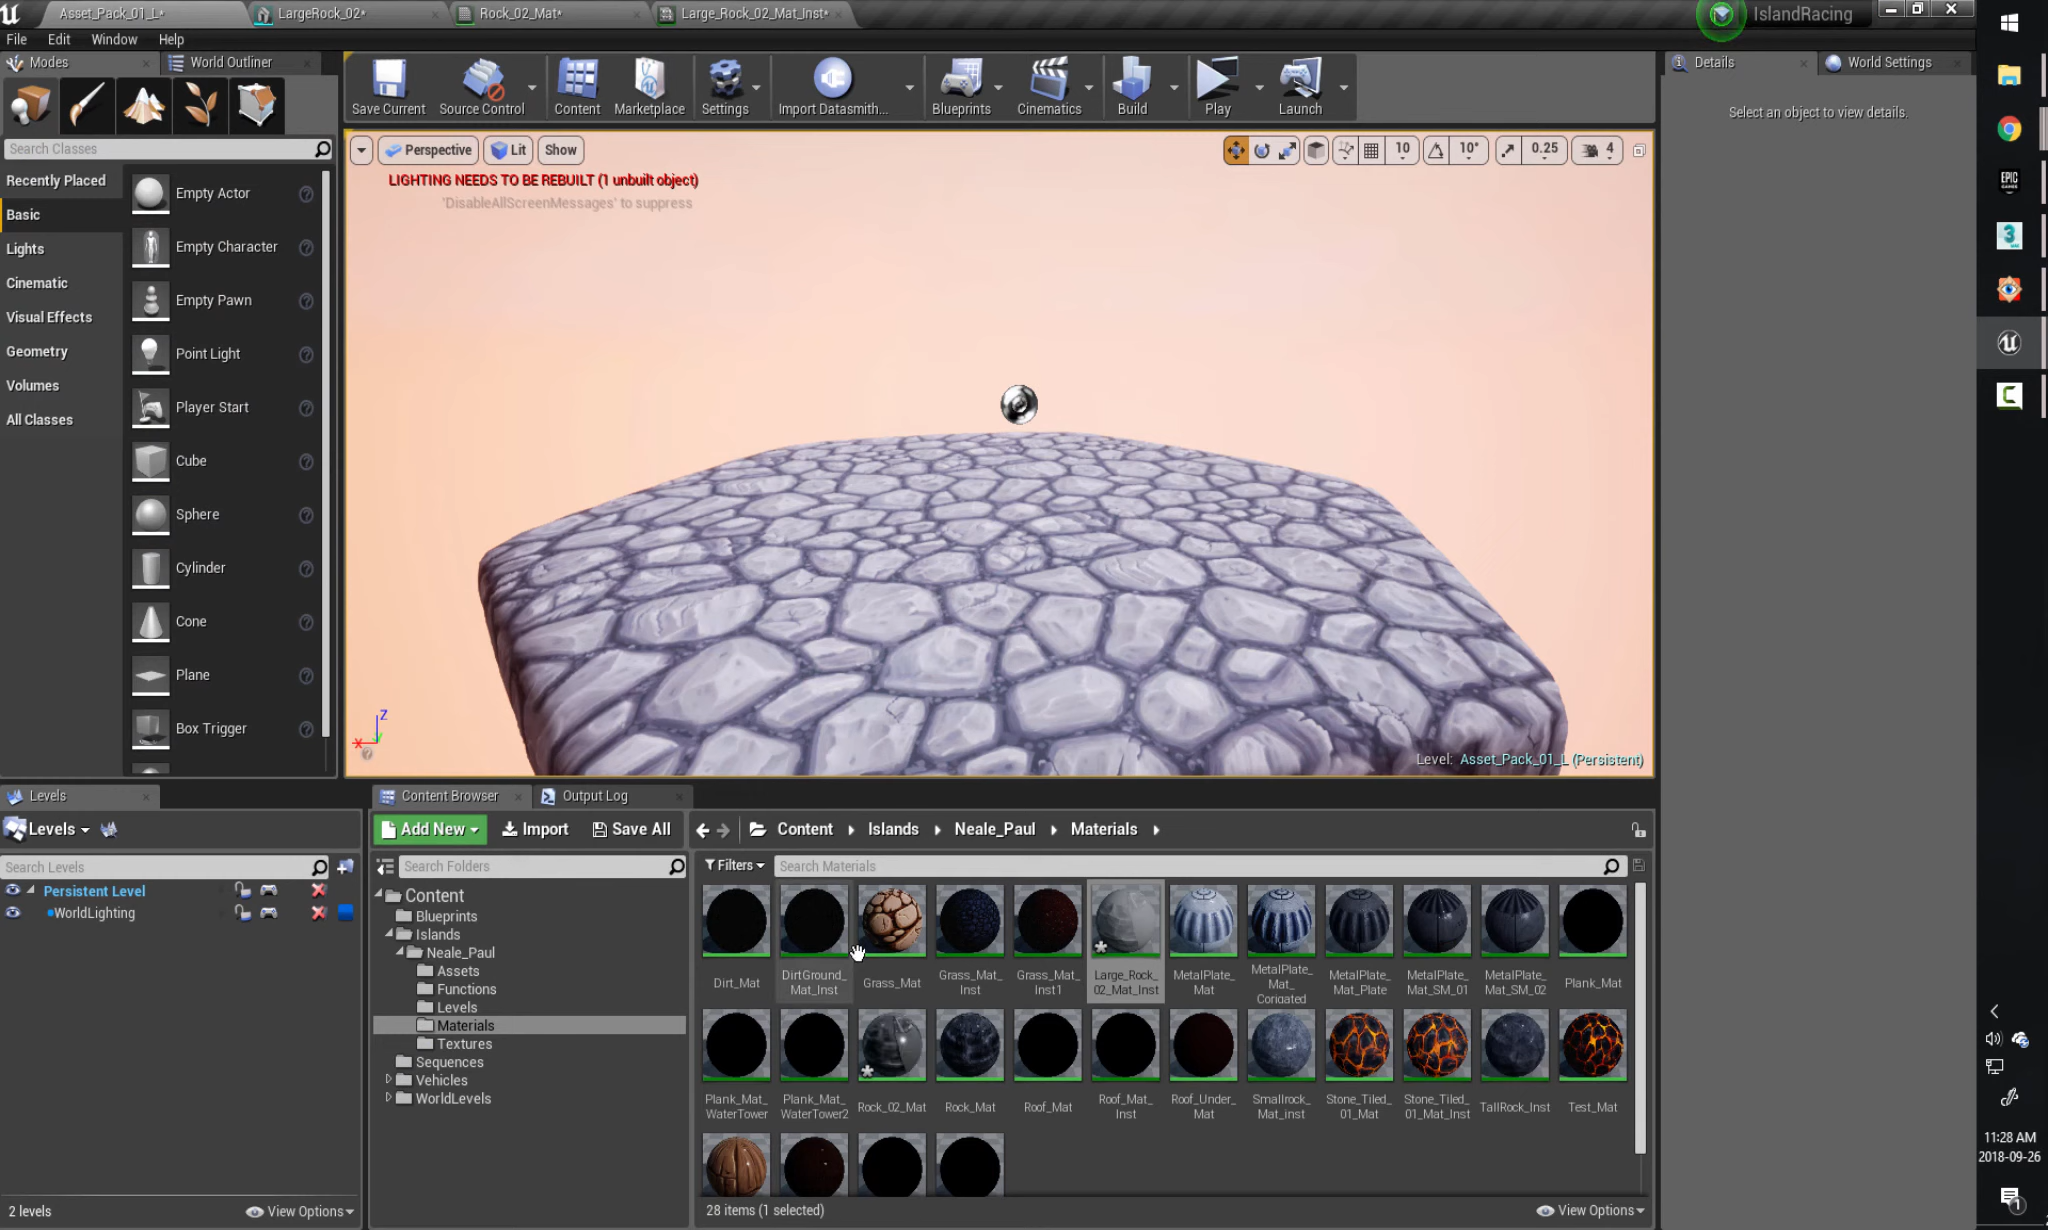 Asset_Pack_01_L*
LargeRock_02*
Rock_02_Mat*
Large_Rock_02_Mat_Inst*
IslandRacing
File
Edit
Window
Help
Modes
World Outliner
Save Current
Source Control
Content
Marketplace
Settings
Import Datasmith...
Blueprints
Cinematics
Build
Play
Launch
Details
World Settings
Select an object to view details.
Search Classes
Recently Placed
Basic
Lights
Cinematic
Visual Effects
Geometry
Volumes
All Classes
Empty Actor
Empty Character
Empty Pawn
Point Light
Player Start
Cube
Sphere
Cylinder
Cone
Plane
Box Trigger
Perspective
Lit
Show
10
10°
0.25
4
LIGHTING NEEDS TO BE REBUILT (1 unbuilt object)
'DisableAllScreenMessages' to suppress
Z
X
Level: Asset_Pack_01_L (Persistent)
EPIC
GAMES
Levels
Levels
Search Levels
Persistent Level
WorldLighting
2 levels
View Options
Content Browser
Output Log
Add New
Import
Save All
Content
Islands
Neale_Paul
Materials
Search Folders
Filters
Search Materials
Content
Blueprints
Islands
Neale_Paul
Assets
Functions
Levels
Materials
Textures
Sequences
Vehicles
WorldLevels
Dirt_Mat
DirtGround_
Mat_Inst
Grass_Mat
Grass_Mat_
Inst
Grass_Mat_
Inst1
Large_Rock_
02_Mat_Inst
MetalPlate_
Mat
MetalPlate_
Mat_
Corigated
MetalPlate_
Mat_Plate
MetalPlate_
Mat_SM_01
MetalPlate_
Mat_SM_02
Plank_Mat
Plank_Mat_
WaterTower
Plank_Mat_
WaterTower2
Rock_02_Mat
Rock_Mat
Roof_Mat
Roof_Mat_
Inst
Roof_Under_
Mat
Smallrock_
Mat_inst
Stone_Tiled_
01_Mat
Stone_Tiled_
01_Mat_Inst
TallRock_Inst
Test_Mat
28 items (1 selected)
View Options
11:28 AM
2018-09-26
1